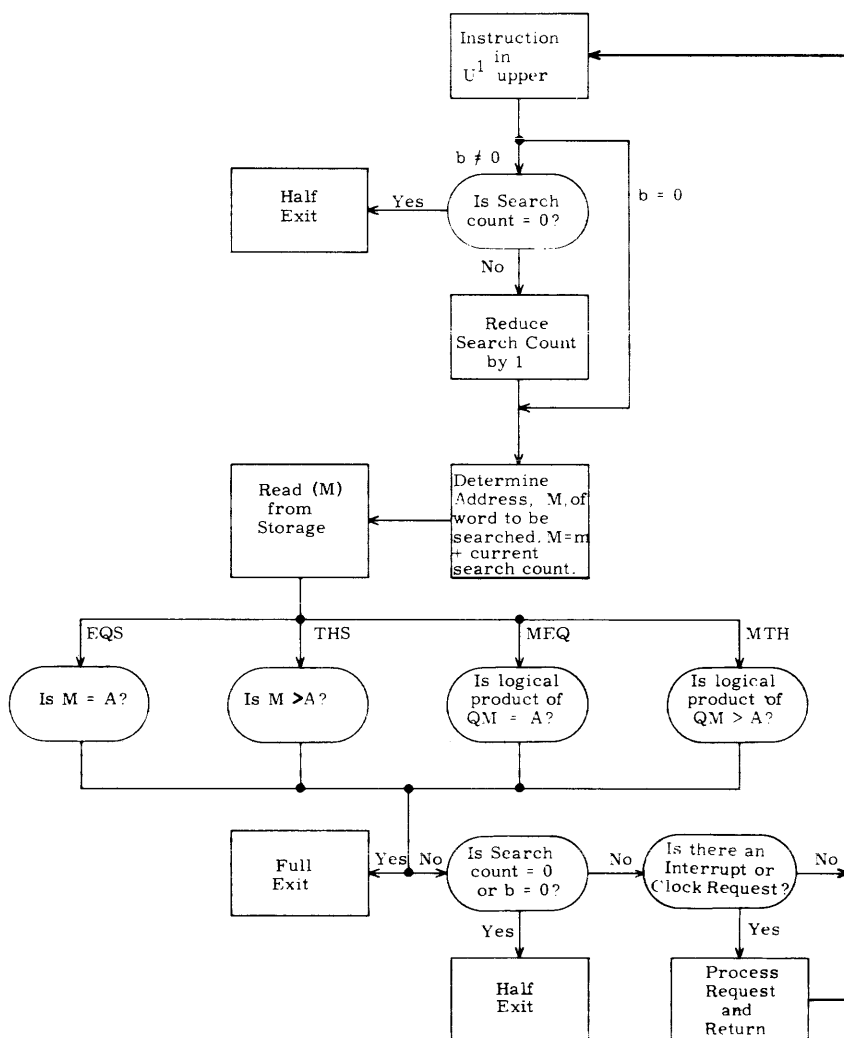 Instruction
in
U1 upper
b ≠ 0
b = 0
Half
Exit
Yes
Is Search
count = 0?
No
Reduce
Search Count
by 1
Read (M)
from
Storage
Determine
Address, M, of
word to be
searched. M=m
+ current
search count.
EQS
THS
MEQ
MTH
Is M = A?
Is M >A?
Is logical
product of
QM = A?
Is logical
product of
QM > A?
Full
Exit
Yes
No
Is Search
count = 0
or b = 0?
No
Is there an
Interrupt or
Clock Request?
No
Yes
Yes
Half
Exit
Process
Request
and
Return